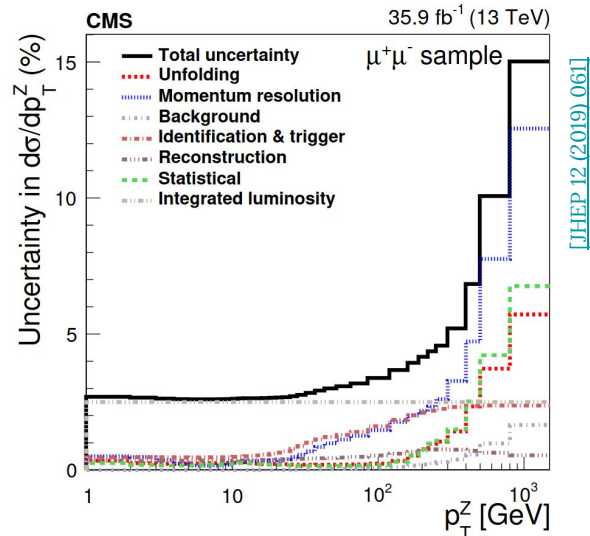 CMS
35.9 fb⁻¹ (13 TeV)
Uncertainty in dσ/dp_T^Z (%)
15
10
5
0
μ⁺μ⁻ sample
Total uncertainty
Unfolding
Momentum resolution
Background
Identification & trigger
Reconstruction
Statistical
Integrated luminosity
1
10
10²
10³
p_T^Z [GeV]
[JHEP 12 (2019) 061]